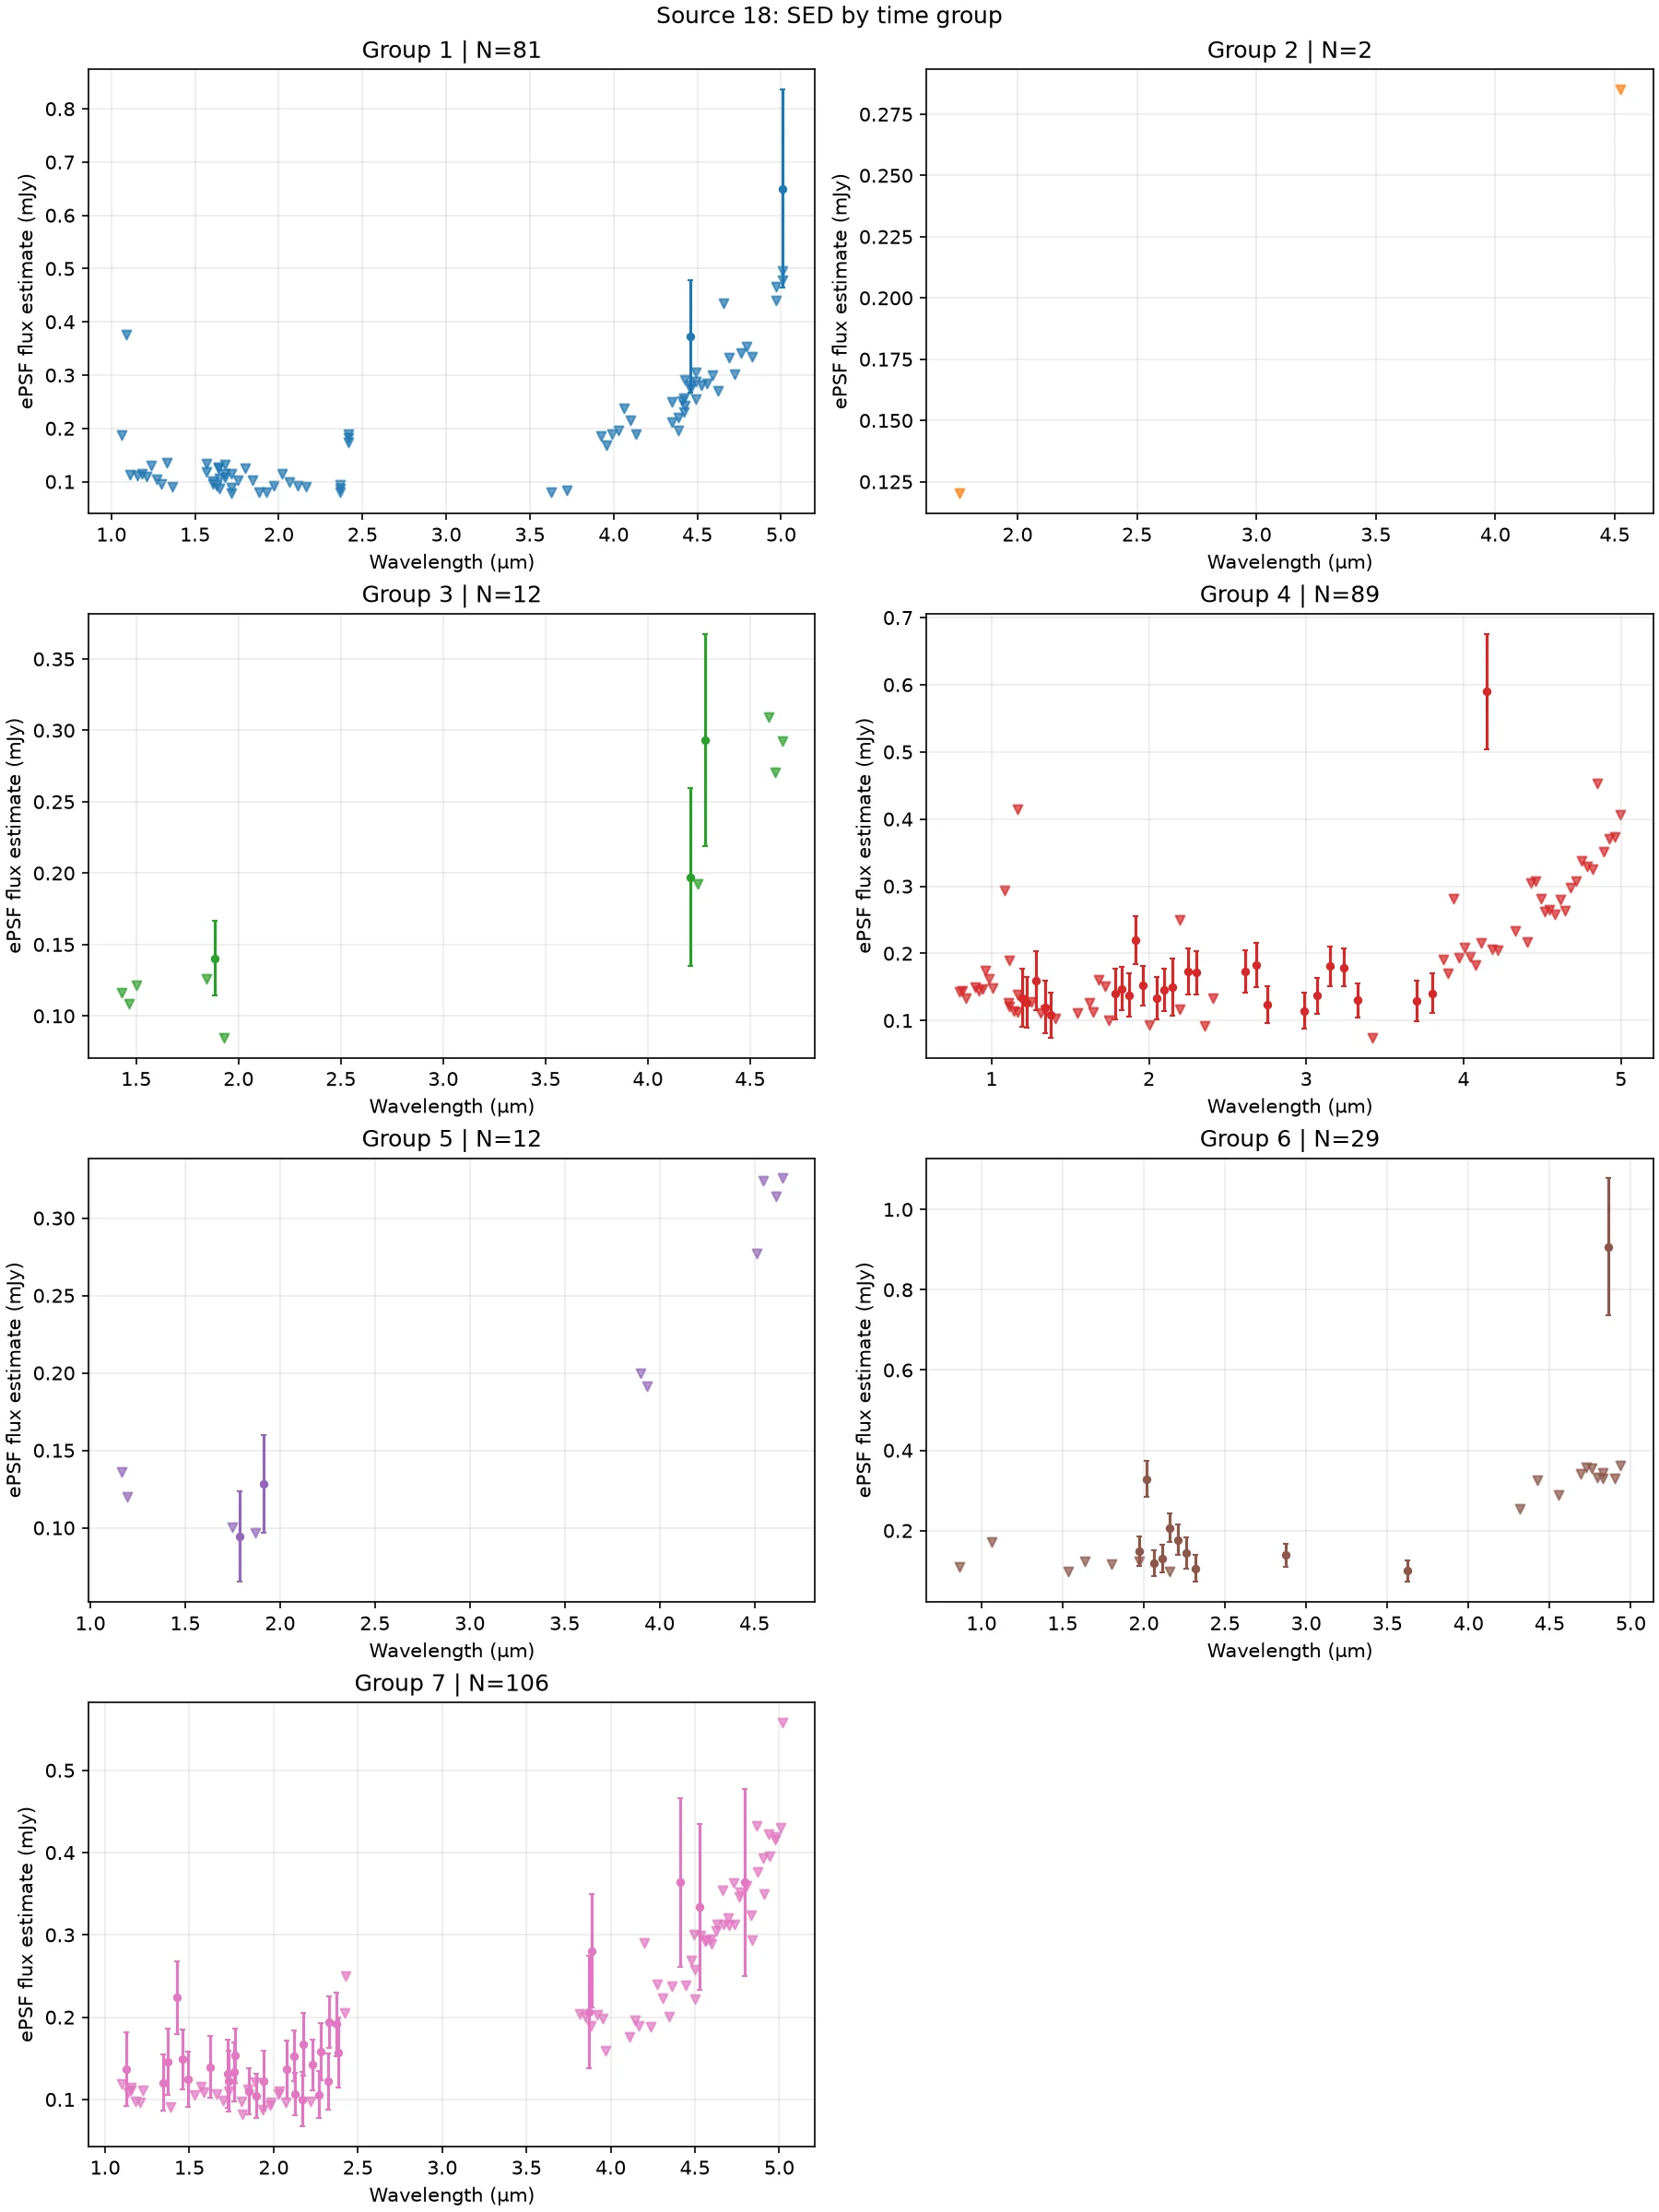 Source 18: SED by time group
Group 1 | N=81
ePSF flux estimate (mJy)
0.8
0.7
0.6
0.5
0.4
0.3
0.2
0.1
1.0 1.5 2.0 2.5 3.0 3.5 4.0 4.5 5.0
Wavelength (μm)
Group 2 | N=2
ePSF flux estimate (mJy)
0.275
0.250
0.225
0.200
0.175
0.150
0.125
2.0 2.5 3.0 3.5 4.0 4.5
Wavelength (μm)
Group 3 | N=12
ePSF flux estimate (mJy)
0.35
0.30
0.25
0.20
0.15
0.10
1.5 2.0 2.5 3.0 3.5 4.0 4.5
Wavelength (μm)
Group 4 | N=89
ePSF flux estimate (mJy)
0.7
0.6
0.5
0.4
0.3
0.2
0.1
1 2 3 4 5
Wavelength (μm)
Group 5 | N=12
ePSF flux estimate (mJy)
0.30
0.25
0.20
0.15
0.10
1.0 1.5 2.0 2.5 3.0 3.5 4.0 4.5
Wavelength (μm)
Group 6 | N=29
ePSF flux estimate (mJy)
1.0
0.8
0.6
0.4
0.2
1.0 1.5 2.0 2.5 3.0 3.5 4.0 4.5 5.0
Wavelength (μm)
Group 7 | N=106
ePSF flux estimate (mJy)
0.5
0.4
0.3
0.2
0.1
1.0 1.5 2.0 2.5 3.0 3.5 4.0 4.5 5.0
Wavelength (μm)